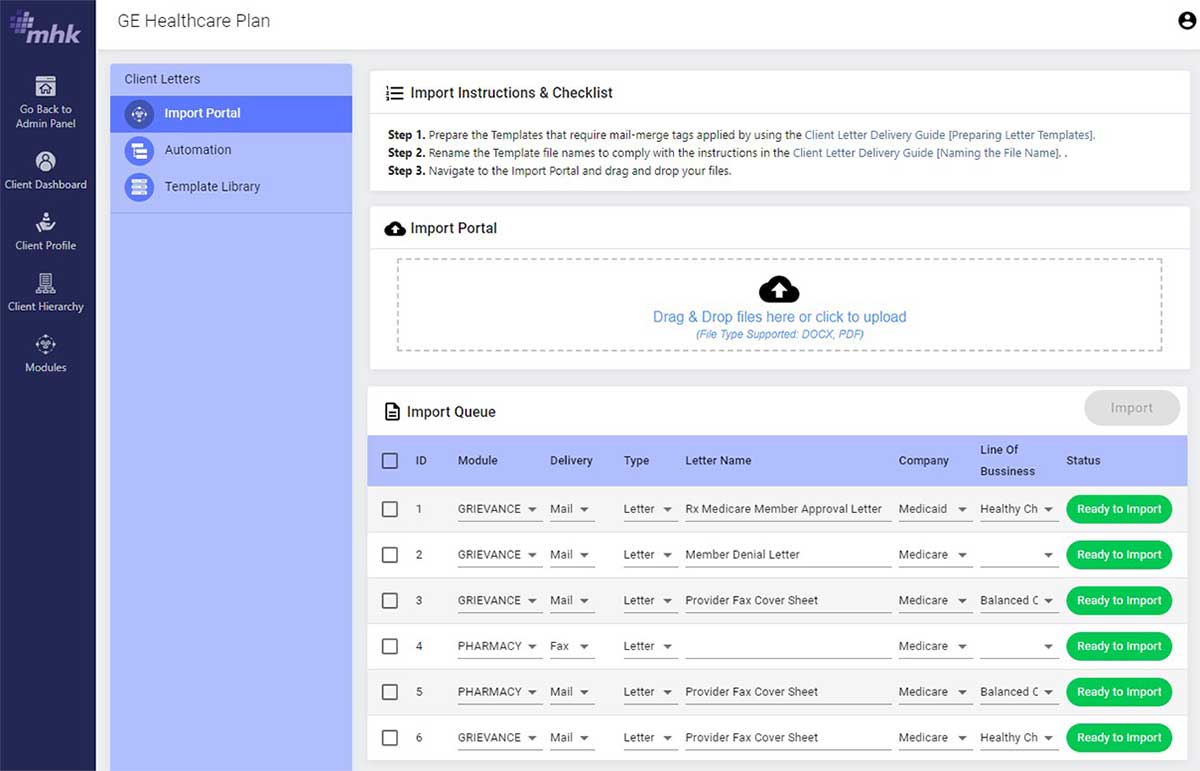 mhk
GE Healthcare Plan
Go Back to
Admin Panel
Client Dashboard
Client Profile
Client Hierarchy
Modules
Client Letters
Import Portal
Automation
Template Library
Import Instructions & Checklist
Step 1. Prepare the Templates that require mail-merge tags applied by using the Client Letter Delivery Guide [Preparing Letter Templates].
Step 2. Rename the Template file names to comply with the instructions in the Client Letter Delivery Guide [Naming the File Name]. .
Step 3. Navigate to the Import Portal and drag and drop your files.
Import Portal
Drag & Drop files here or click to upload
(File Type Supported: DOCX, PDF)
Import Queue
Import
ID Module Delivery Type Letter Name Company Line Of Bussiness Status
1 GRIEVANCE Mail Letter Rx Medicare Member Approval Letter Medicaid Healthy Ch Ready to Import
2 GRIEVANCE Mail Letter Member Denial Letter Medicare Ready to Import
3 GRIEVANCE Mail Letter Provider Fax Cover Sheet Medicare Balanced C Ready to Import
4 PHARMACY Fax Letter Medicare Ready to Import
5 PHARMACY Mail Letter Provider Fax Cover Sheet Medicare Balanced C Ready to Import
6 GRIEVANCE Mail Letter Provider Fax Cover Sheet Medicare Healthy Ch Ready to Import